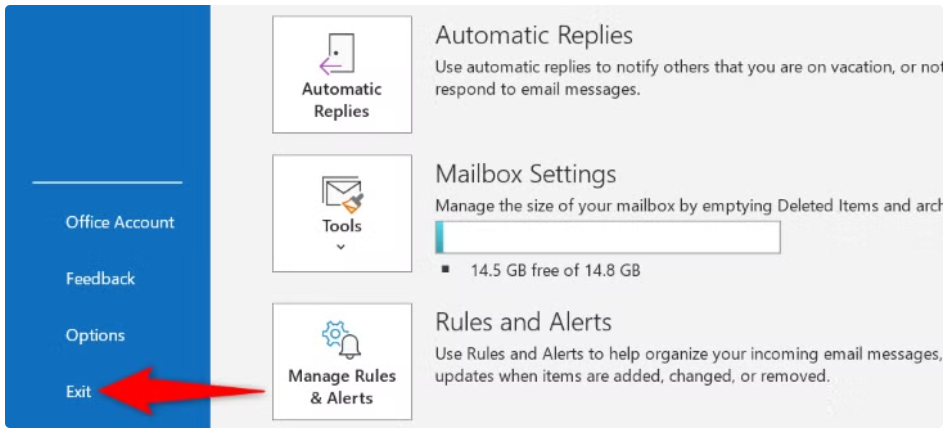 Office Account
Feedback
Options
Exit
Automatic
Replies
Automatic Replies
Use automatic replies to notify others that you are on vacation, or not
respond to email messages.
Tools
Mailbox Settings
Manage the size of your mailbox by emptying Deleted Items and arch
14.5 GB free of 14.8 GB
Manage Rules
& Alerts
Rules and Alerts
Use Rules and Alerts to help organize your incoming email messages,
updates when items are added, changed, or removed.